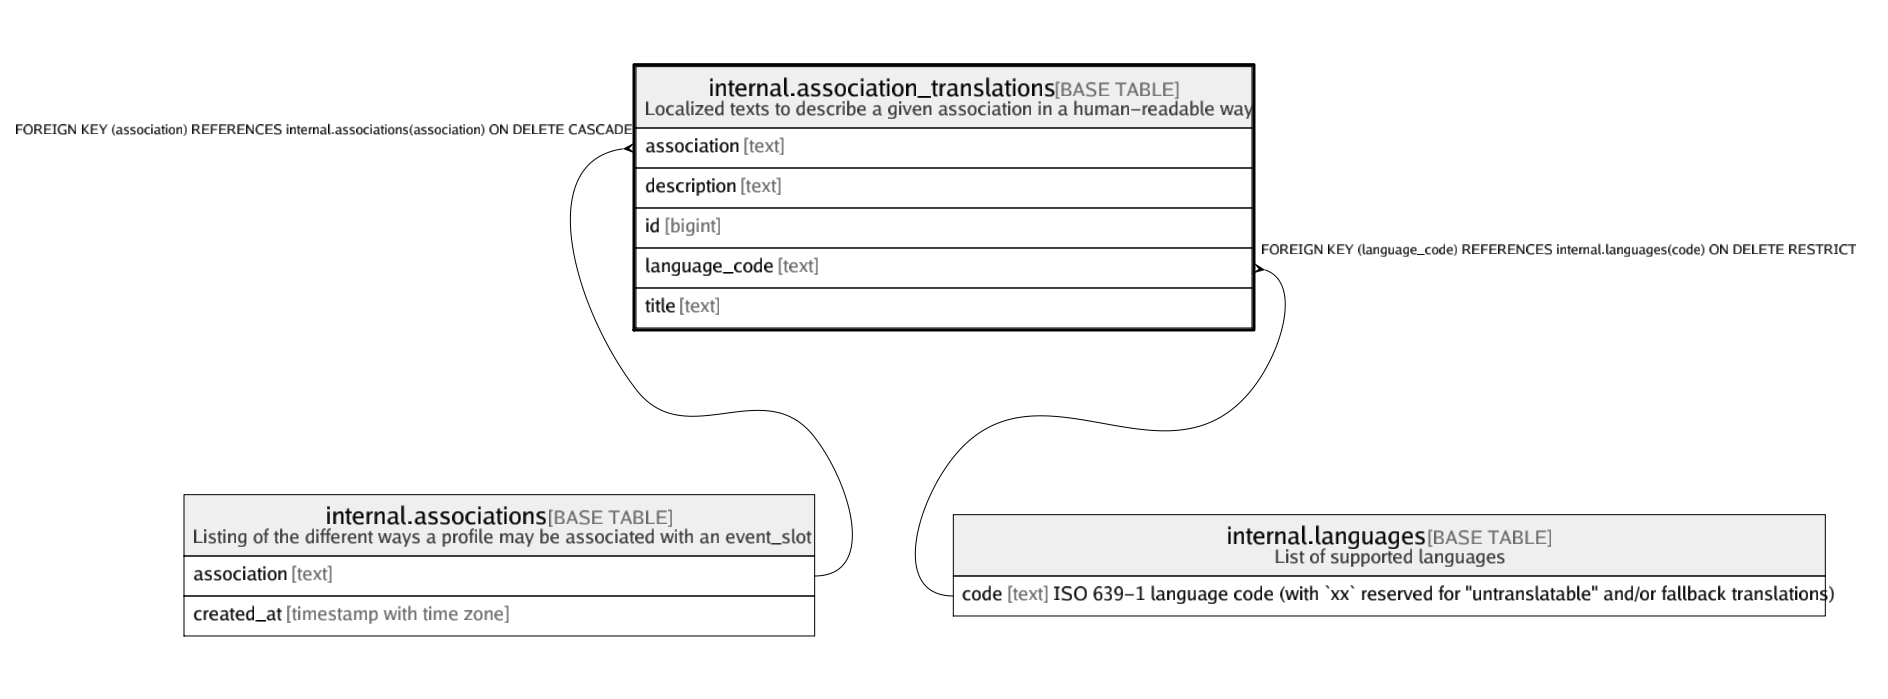 internal.association_translations[BASE TABLE]
Localized texts to describe a given association in a human-readable way
FOREIGN KEY (association) REFERENCES internal.associations(association) ON DELETE CASCADE
association [text]
description [text]
id [bigint]
FOREIGN KEY (language_code) REFERENCES internal.languages(code) ON DELETE RESTRICT
language_code [text]
title [text]
internal.associations[BASE TABLE]
Listing of the different ways a profile may be associated with an event_slot
association [text]
created_at [timestamp with time zone]
internal.languages[BASE TABLE]
List of supported languages
code [text] ISO 639-1 language code (with `xx` reserved for "untranslatable" and/or fallback translations)